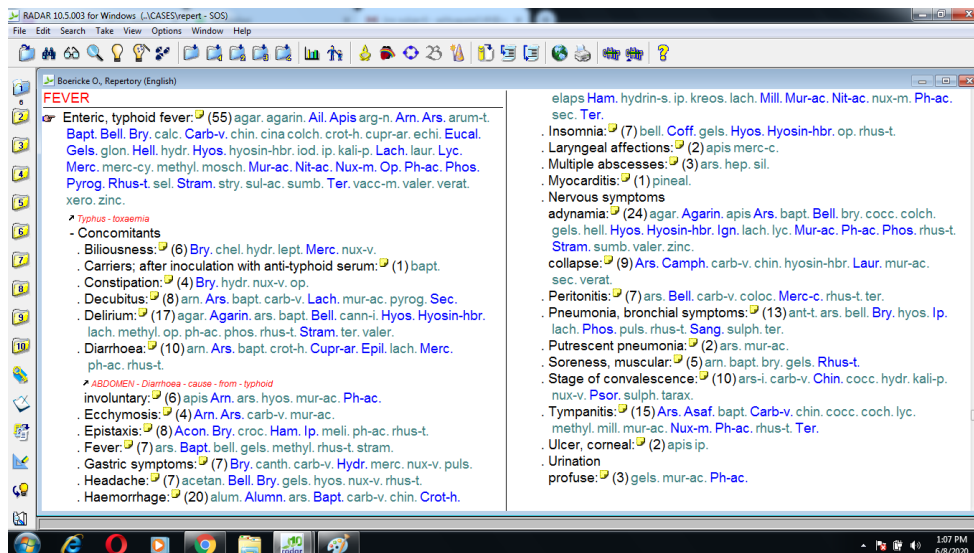 RADAR 10.5.003 for Windows (..\CASES\repert - SOS)
File Edit Search Take View Options Window Help
Boericke O., Repertory (English)
FEVER
Enteric, typhoid fever: (55) agar. agarin. Ail. Apis arg-n. Arn. Ars. arum-t.
Bapt. Bell. Bry. calc. Carb-v. chin. cina colch. crot-h. cupr-ar. echi. Eucal.
Gels. glon. Hell. hydr. Hyos. hyosin-hbr. iod. ip. kali-p. Lach. laur. Lyc.
Merc. merc-cy. methyl. mosch. Mur-ac. Nit-ac. Nux-m. Op. Ph-ac. Phos.
Pyrog. Rhus-t. sel. Stram. stry. sul-ac. sumb. Ter. vacc-m. valer. verat.
xero. zinc.
Typhus - toxaemia
- Concomitants
. Biliousness: (6) Bry. chel. hydr. lept. Merc. nux-v.
. Carriers; after inoculation with anti-typhoid serum: (1) bapt.
. Constipation: (4) Bry. hydr. nux-v. op.
. Decubitus: (8) arn. Ars. bapt. carb-v. Lach. mur-ac. pyrog. Sec.
. Delirium: (17) agar. Agarin. ars. bapt. Bell. cann-i. Hyos. Hyosin-hbr.
lach. methyl. op. ph-ac. phos. rhus-t. Stram. ter. valer.
. Diarrhoea: (10) arn. Ars. bapt. crot-h. Cupr-ar. Epil. lach. Merc.
ph-ac. rhus-t.
ABDOMEN - Diarrhoea - cause - from - typhoid
involuntary: (6) apis Arn. ars. hyos. mur-ac. Ph-ac.
. Ecchymosis: (4) Arn. Ars. carb-v. mur-ac.
. Epistaxis: (8) Acon. Bry. croc. Ham. Ip. meli. ph-ac. rhus-t.
. Fever: (7) ars. Bapt. bell. gels. methyl. rhus-t. stram.
. Gastric symptoms: (7) Bry. canth. carb-v. Hydr. merc. nux-v. puls.
. Headache: (7) acetan. Bell. Bry. gels. hyos. nux-v. rhus-t.
. Haemorrhage: (20) alum. Alumn. ars. Bapt. carb-v. chin. Crot-h.
elaps Ham. hydrin-s. ip. kreos. lach. Mill. Mur-ac. Nit-ac. nux-m. Ph-ac.
sec. Ter.
. Insomnia: (7) bell. Coff. gels. Hyos. Hyosin-hbr. op. rhus-t.
. Laryngeal affections: (2) apis merc-c.
. Multiple abscesses: (3) ars. hep. sil.
. Myocarditis: (1) pineal.
. Nervous symptoms
adynamia: (24) agar. Agarin. apis Ars. bapt. Bell. bry. cocc. colch.
gels. hell. Hyos. Hyosin-hbr. Ign. lach. lyc. Mur-ac. Ph-ac. Phos. rhus-t.
Stram. sumb. valer. zinc.
collapse: (9) Ars. Camph. carb-v. chin. hyosin-hbr. Laur. mur-ac.
sec. verat.
. Peritonitis: (7) ars. Bell. carb-v. coloc. Merc-c. rhus-t. ter.
. Pneumonia, bronchial symptoms: (13) ant-t. ars. bell. Bry. hyos. Ip.
lach. Phos. puls. rhus-t. Sang. sulph. ter.
. Putrescent pneumonia: (2) ars. mur-ac.
. Soreness, muscular: (5) arn. bapt. bry. gels. Rhus-t.
. Stage of convalescence: (10) ars-i. carb-v. Chin. cocc. hydr. kali-p.
nux-v. Psor. sulph. tarax.
. Tympanitis: (15) Ars. Asaf. bapt. Carb-v. chin. cocc. coch. lyc.
methyl. mill. mur-ac. Nux-m. Ph-ac. rhus-t. Ter.
. Ulcer, corneal: (2) apis ip.
. Urination
profuse: (3) gels. mur-ac. Ph-ac.
1
6
2
3
4
5
6
7
8
9
10
radar
1:07 PM
6/8/2020